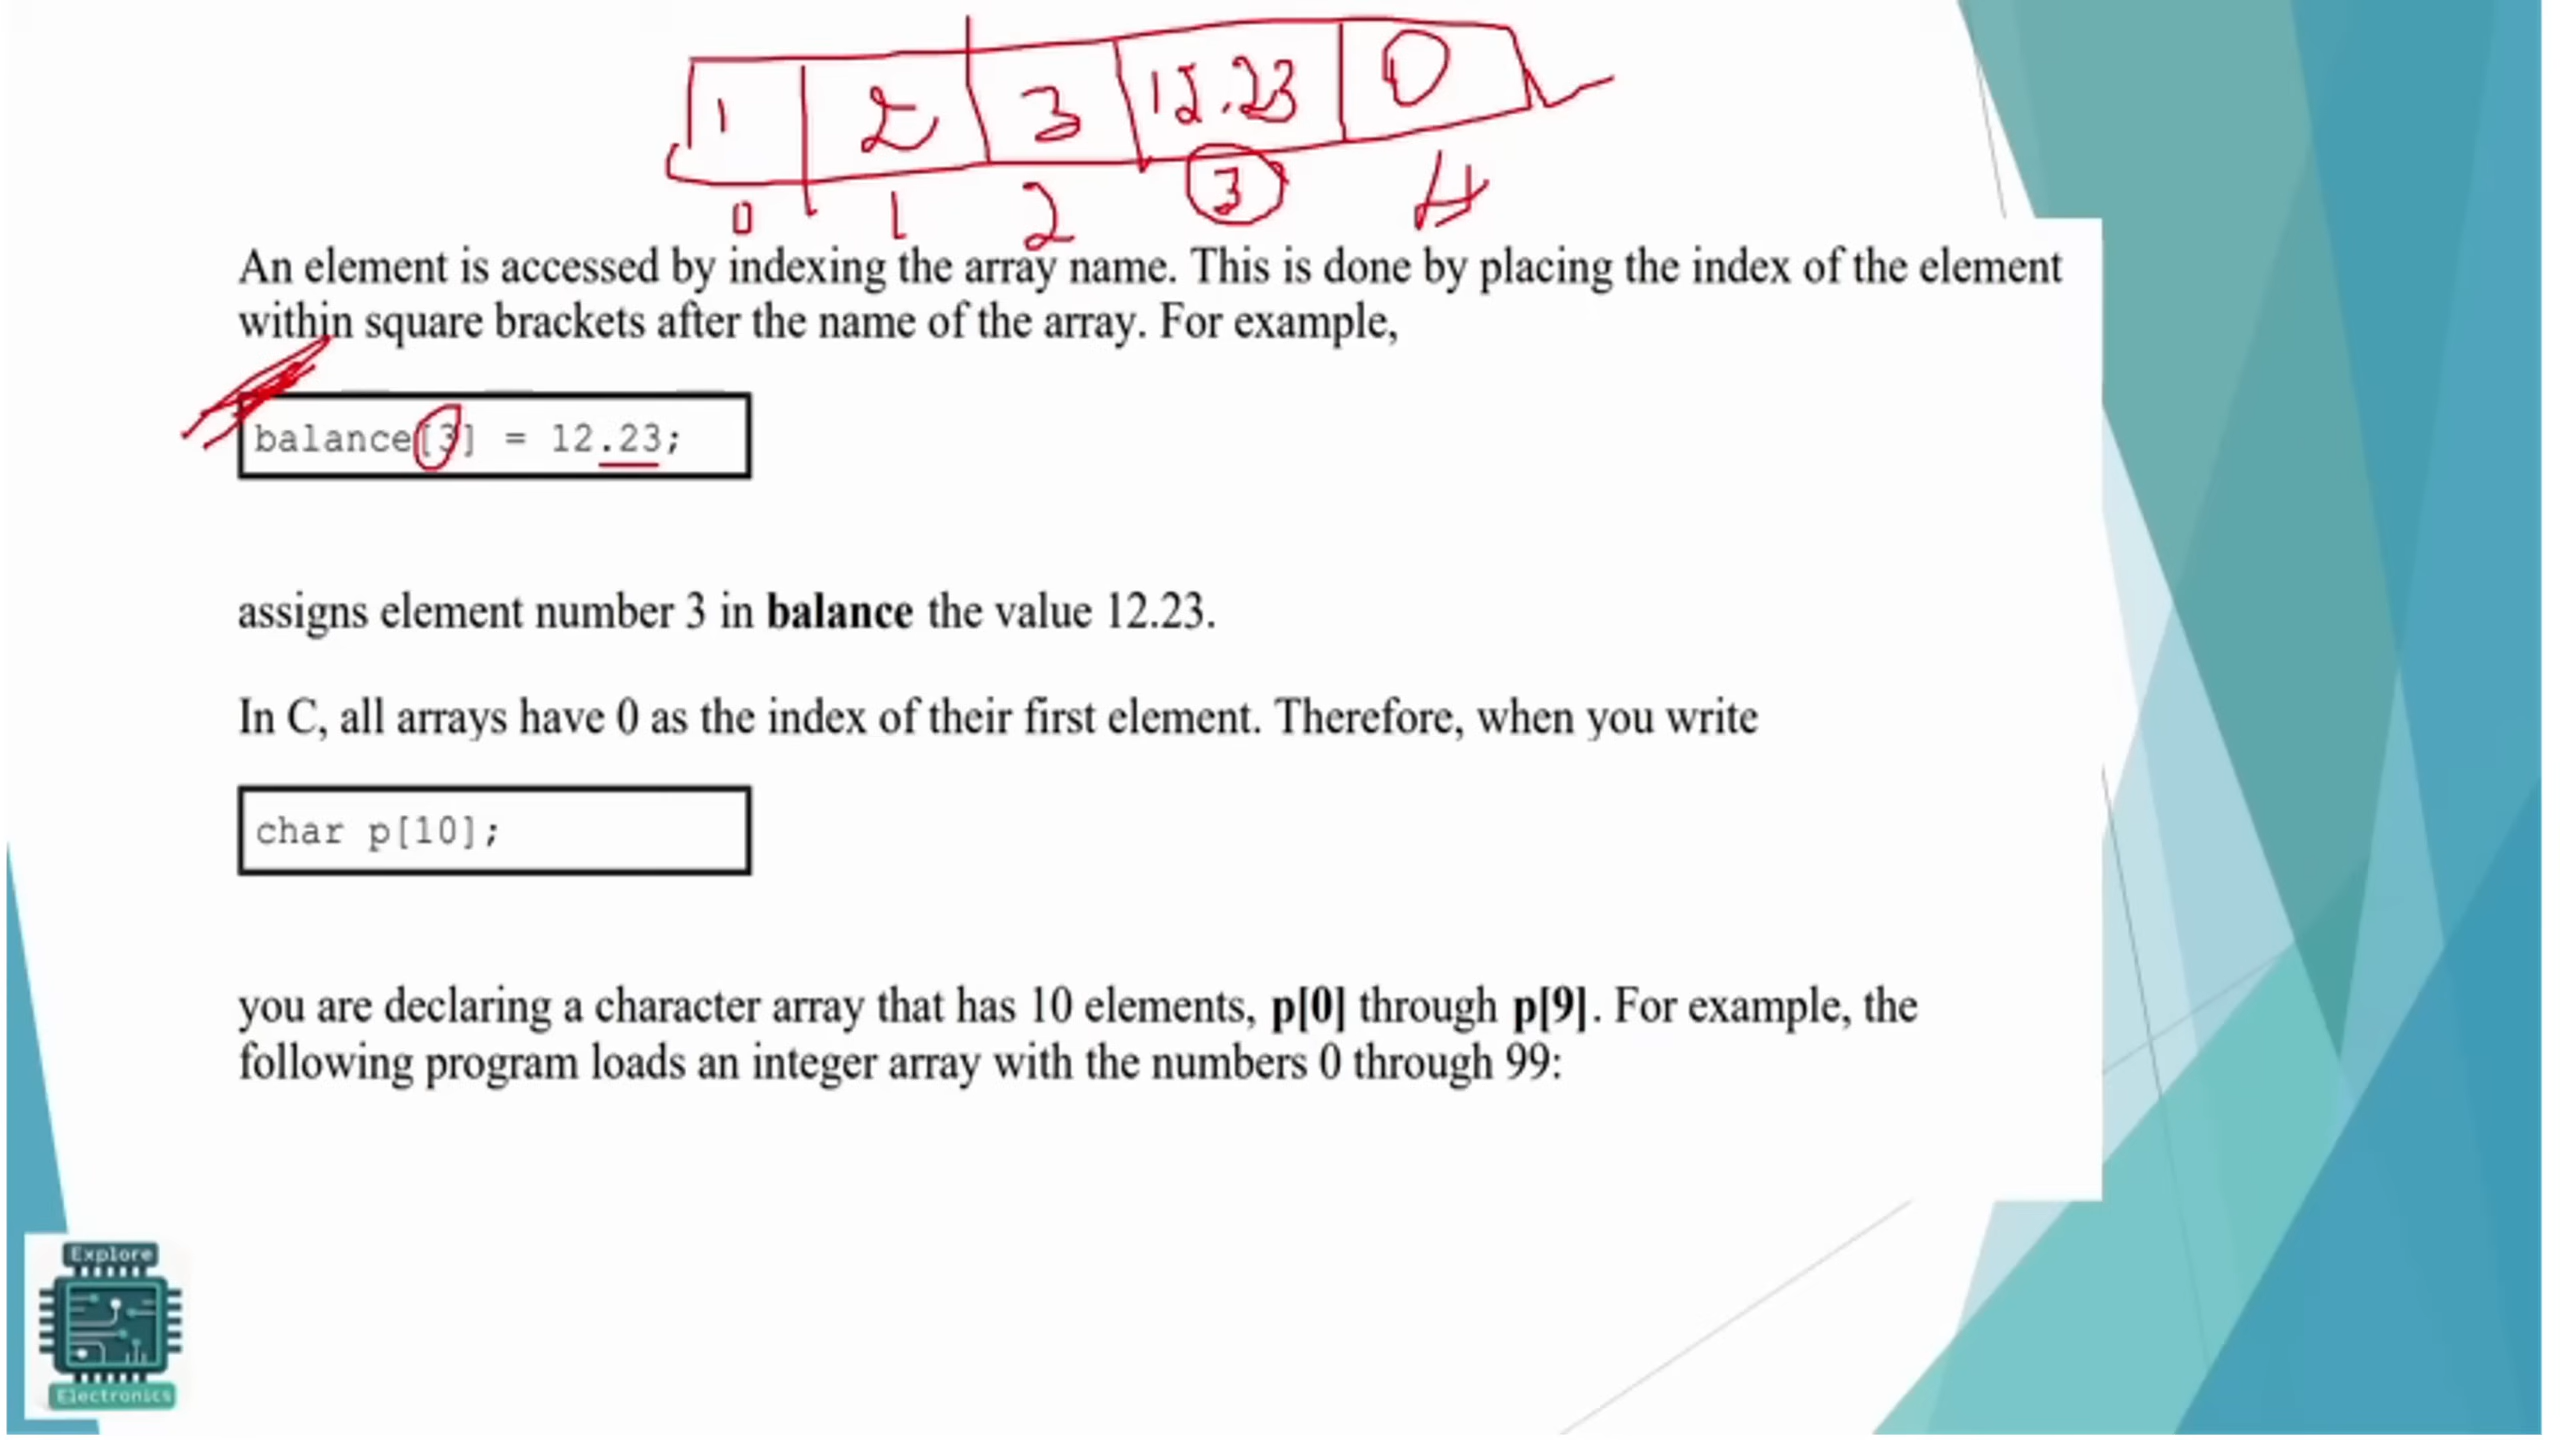 1 2 3 12.23 0
0 1 2 3 4
An element is accessed by indexing the array name. This is done by placing the index of the element
within square brackets after the name of the array. For example,
balance[3] = 12.23;
assigns element number 3 in balance the value 12.23.
In C, all arrays have 0 as the index of their first element. Therefore, when you write
char p[10];
you are declaring a character array that has 10 elements, p[0] through p[9]. For example, the
following program loads an integer array with the numbers 0 through 99:
Explore
Electronics